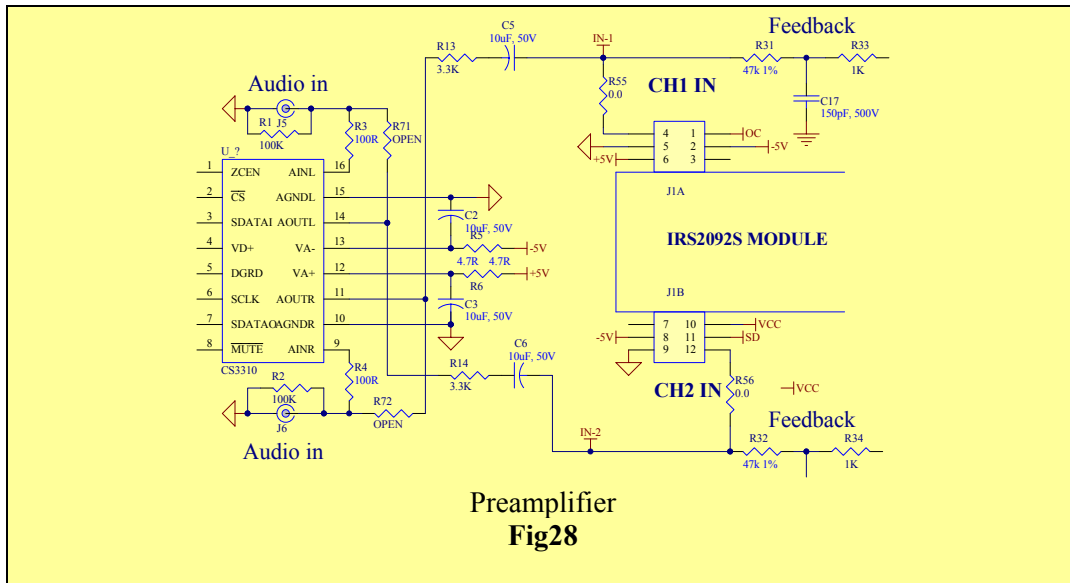 C5
10uF, 50V
R13
3.3K
IN-1
Feedback
R31
47k 1%
R33
1K
R55
0.0
CH1 IN
C17
150pF, 500V
Audio in
J5
R1
100K
R3
100R
R71
OPEN
4
5
6
1
2
3
OC
-5V
+5V
J1A
U_?
1 ZCEN AINL 16
2 CS AGNDL 15
3 SDATAI AOUTL 14
4 VD+ VA- 13
5 DGRD VA+ 12
6 SCLK AOUTR 11
7 SDATAO AGNDR 10
8 MUTE AINR 9
CS3310
C2
10uF, 50V
R5
4.7R 4.7R
R6
-5V
+5V
C3
10uF, 50V
IRS2092S MODULE
J1B
7
8
9
10
11
12
VCC
SD
-5V
C6
10uF, 50V
R14
3.3K
R4
100R
R2
100K
J6
R72
OPEN
Audio in
CH2 IN
R56
0.0
VCC
IN-2
Feedback
R32
47k 1%
R34
1K
Preamplifier
Fig28